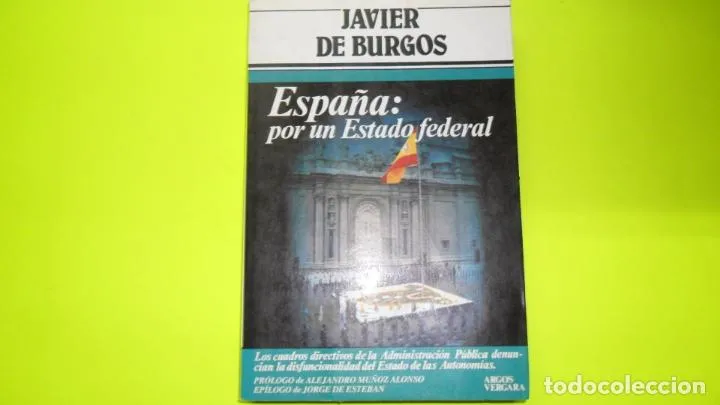 JAVIER
DE BURGOS
España:
por un Estado federal
Los cuadros directivos de la Administración Pública denun-
cian la disfuncionalidad del Estado de las Autonomías.
PRÓLOGO de ALEJANDRO MUÑOZ ALONSO
EPÍLOGO de JORGE DE ESTEBAN
ARGOS
VERGARA
todocoleccion